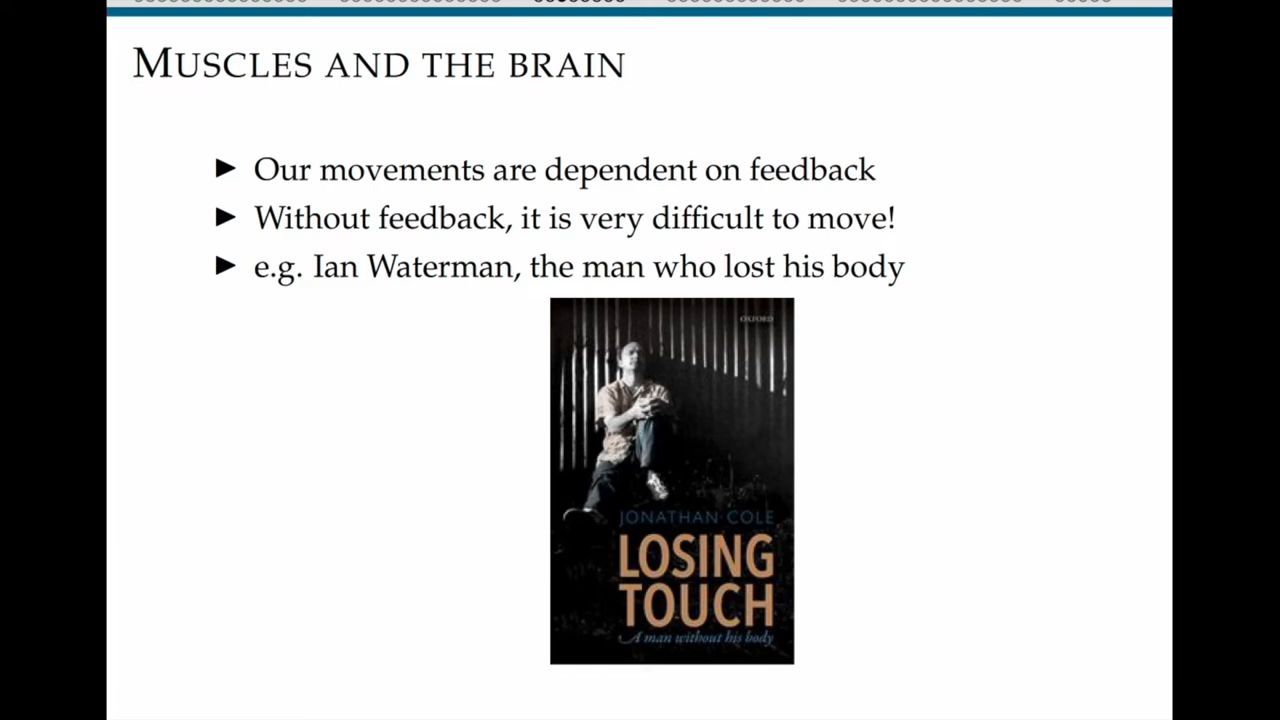 MUSCLES AND THE BRAIN
► Our movements are dependent on feedback
► Without feedback, it is very difficult to move!
► e.g. Ian Waterman, the man who lost his body
OXFORD
JONATHAN COLE
LOSING
TOUCH
A man without his body